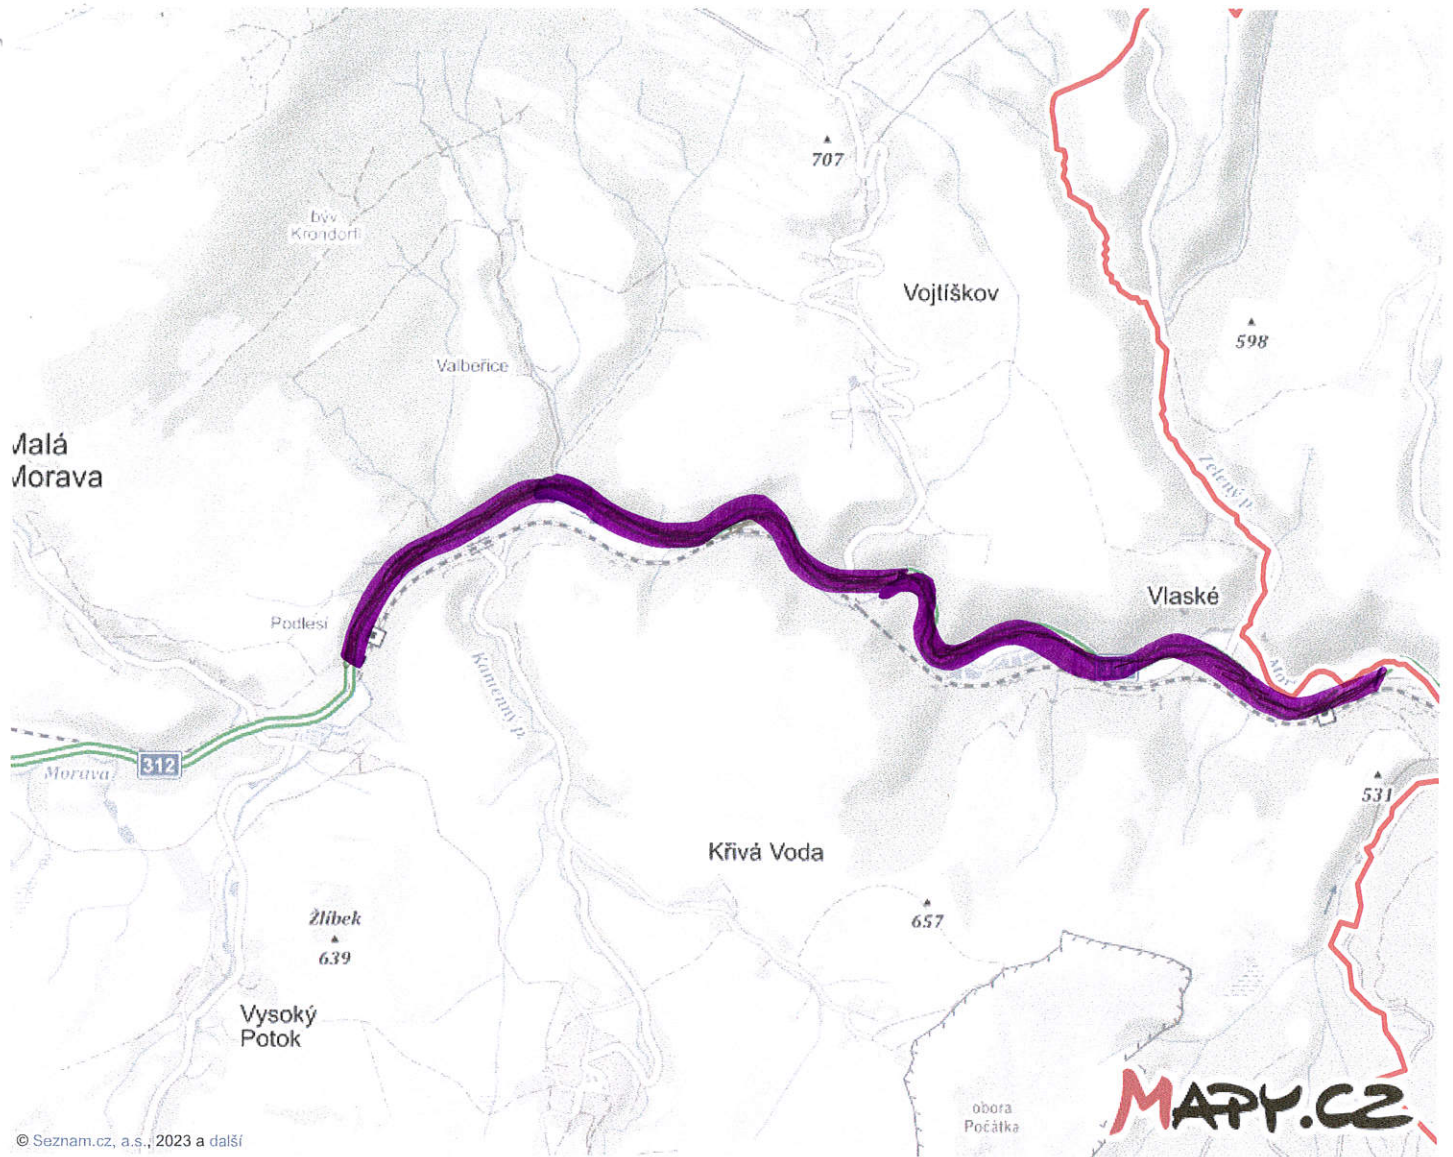 707
býv.
Krondorf
Vojtíškov
598
Valbeřice
Malá
Morava
Zelený p.
Vlaské
Podlesí
Kamenný p.
Mor
312
Morava
531
Křivá Voda
Žlíbek
639
657
Vysoký
Potok
obora
Počátka
MAPY.CZ
© Seznam.cz, a.s., 2023 a další